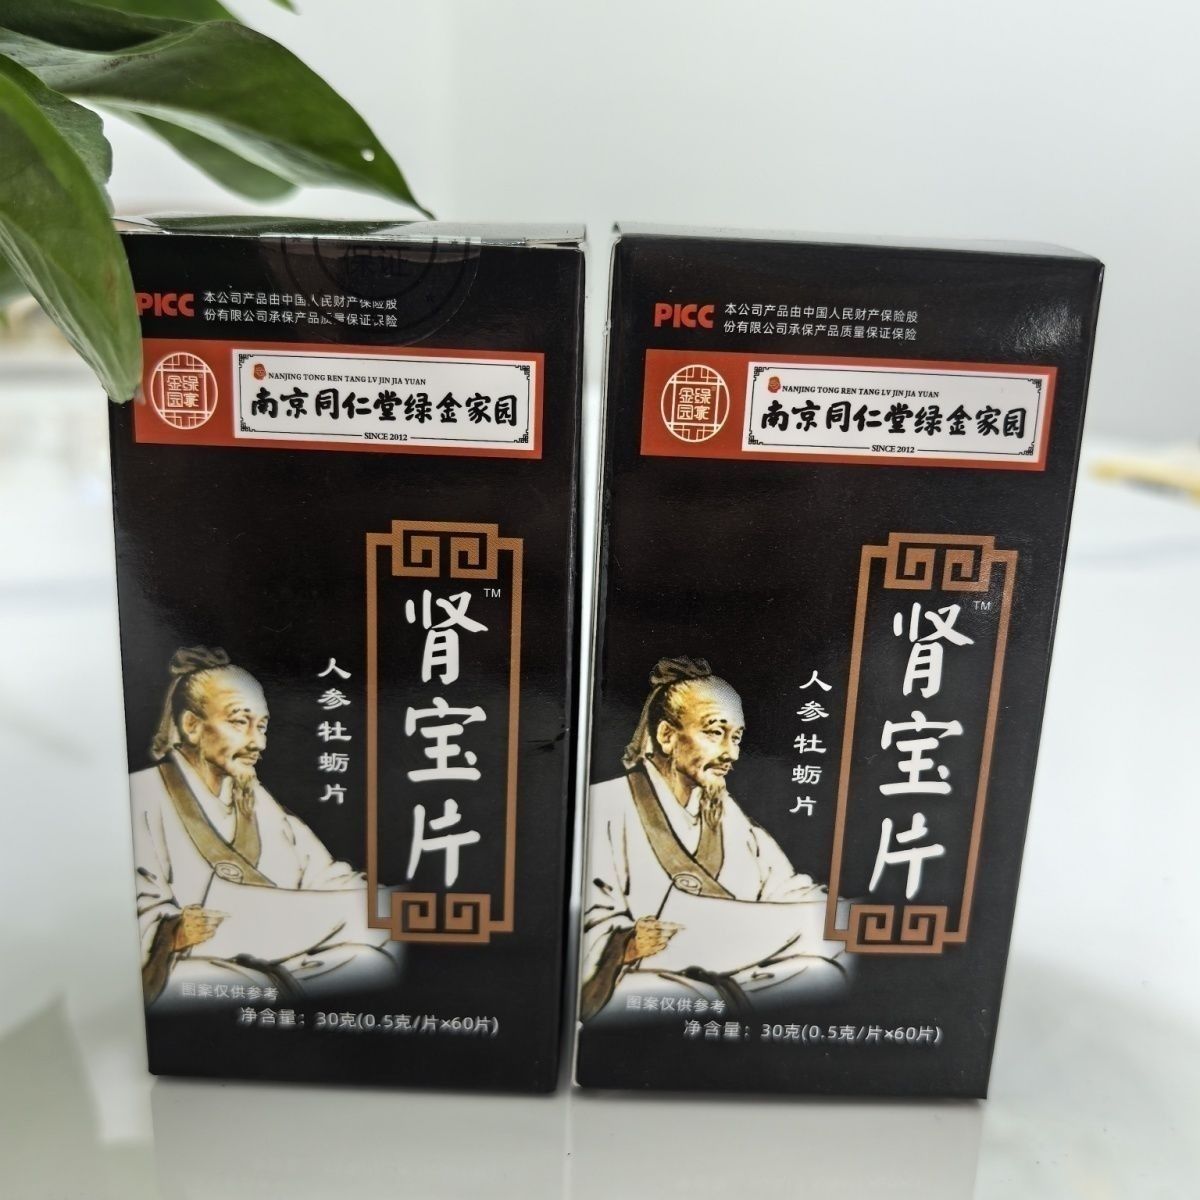 保证
PICC
本公司产品由中国人民财产保险股
份有限公司承保产品质量保证保险
绿金家园
NANJING TONG REN TANG LV JIN JIA YUAN
南京同仁堂绿金家园
SINCE 2012
肾宝片
TM
人参牡蛎片
图案仅供参考
净含量：30克(0.5克/片×60片)
PICC
本公司产品由中国人民财产保险股
份有限公司承保产品质量保证保险
绿金家园
NANJING TONG REN TANG LV JIN JIA YUAN
南京同仁堂绿金家园
SINCE 2012
肾宝片
TM
人参牡蛎片
图案仅供参考
净含量：30克(0.5克/片×60片)